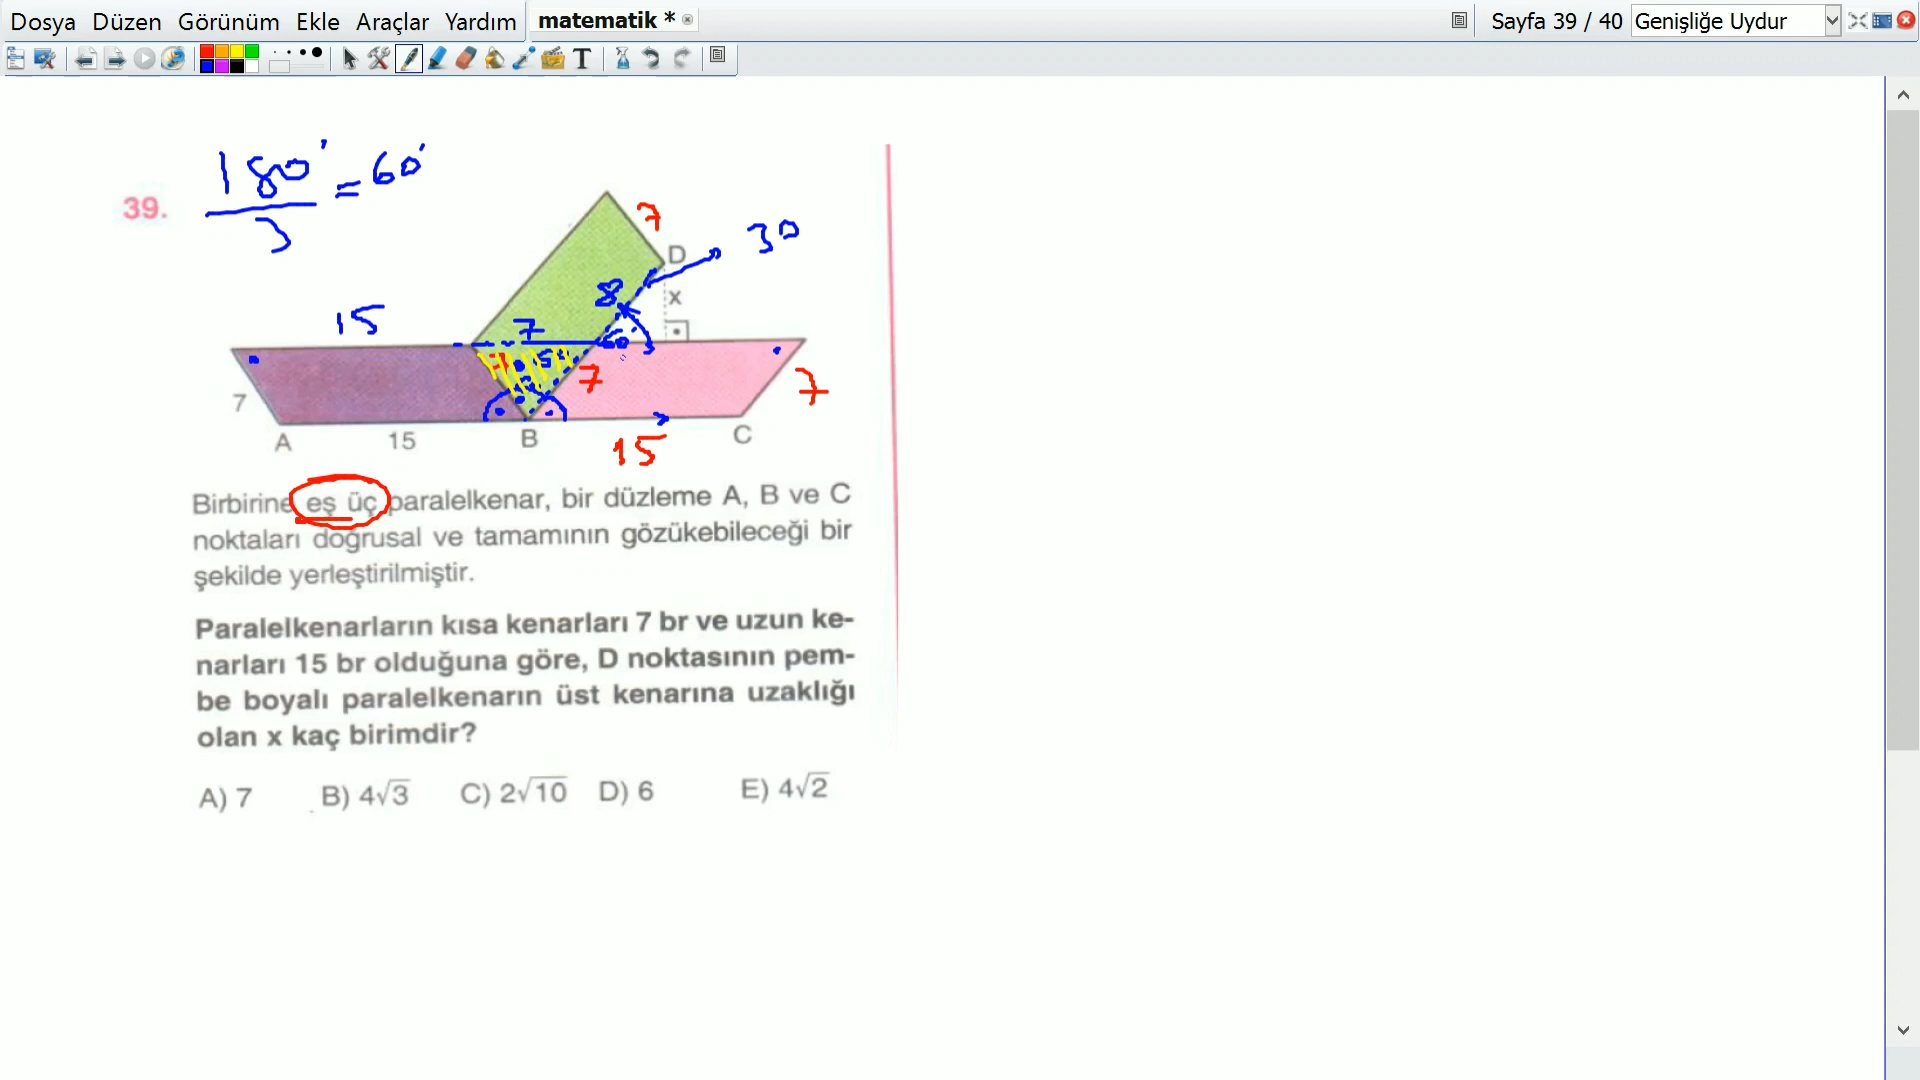 Dosya Düzen Görünüm Ekle Araçlar Yardım matematik * Sayfa 39 / 40 Genişliğe Uydur
T
180° = 60°
3
39.
7
D
30
8
x
15
7
60°
7
7
7
A 15 B 15 C
Birbirine eş üç paralelkenar, bir düzleme A, B ve C
noktaları doğrusal ve tamamının gözükebileceği bir
şekilde yerleştirilmiştir.
Paralelkenarların kısa kenarları 7 br ve uzun ke-
narları 15 br olduğuna göre, D noktasının pem-
be boyalı paralelkenarın üst kenarına uzaklığı
olan x kaç birimdir?
A) 7 B) 4√3 C) 2√10 D) 6 E) 4√2